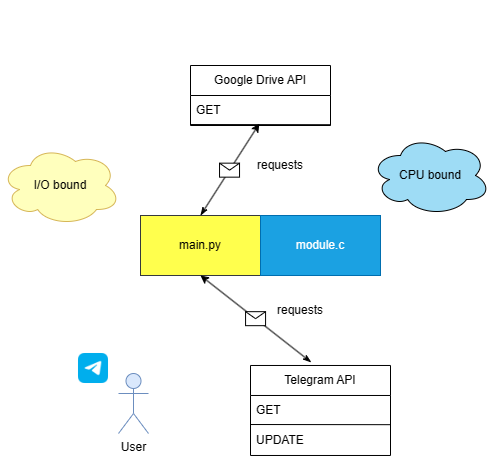 Google Drive API
GET
requests
I/O bound
CPU bound
main.py
module.c
requests
Telegram API
GET
UPDATE
User